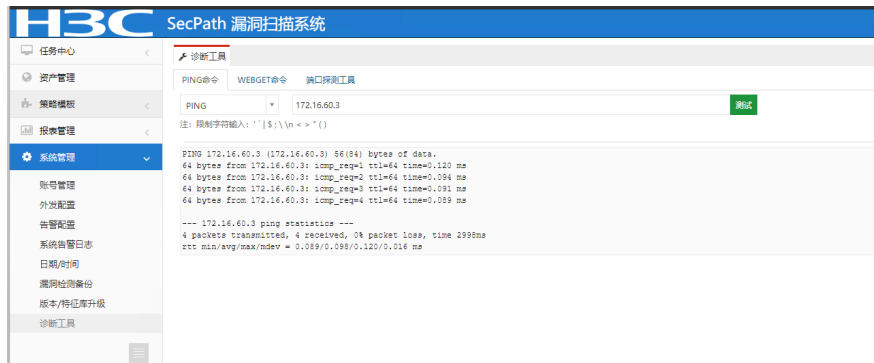 H3C SecPath 漏洞扫描系统
任务中心
资产管理
策略模板
报表管理
系统管理
账号管理
外发配置
告警配置
系统告警日志
日期/时间
漏洞检测备份
版本/特征库升级
诊断工具
诊断工具
PING命令 WEBGET命令 端口探测工具
PING 172.16.60.3 测试
注: 限制字符输入: '`|$;\\n<>"()
PING 172.16.60.3 (172.16.60.3) 56(84) bytes of data.
64 bytes from 172.16.60.3: icmp_req=1 ttl=64 time=0.120 ms
64 bytes from 172.16.60.3: icmp_req=2 ttl=64 time=0.094 ms
64 bytes from 172.16.60.3: icmp_req=3 ttl=64 time=0.091 ms
64 bytes from 172.16.60.3: icmp_req=4 ttl=64 time=0.089 ms
--- 172.16.60.3 ping statistics ---
4 packets transmitted, 4 received, 0% packet loss, time 2998ms
rtt min/avg/max/mdev = 0.089/0.098/0.120/0.016 ms